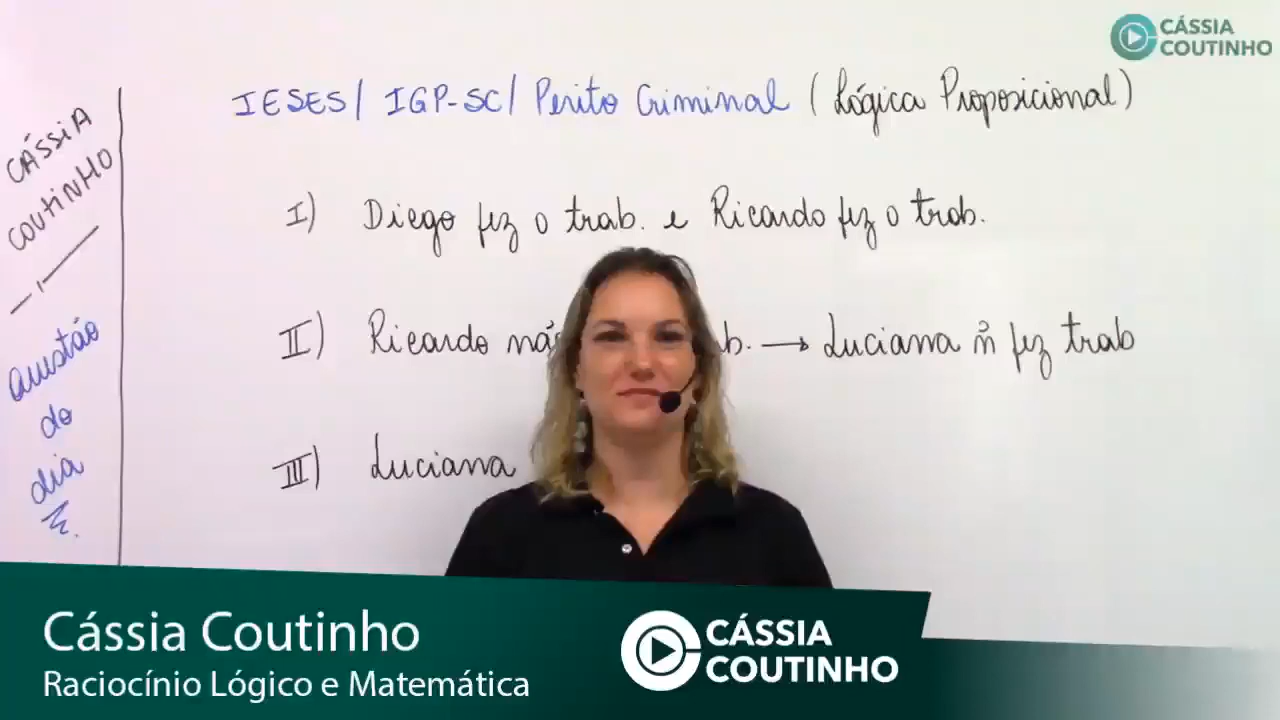 CÁSSIA
COUTINHO
IESES/ IGP-SC/ Perito Criminal (Lógica Proposicional)
I) Diego fez o trab. e Ricardo fez o trab.
II) Ricardo não b. → Luciana ñ fez trab
III) Luciana
CÁSSIA
COUTINHO
questão
do
dia
Cássia Coutinho
Raciocínio Lógico e Matemática
CÁSSIA
COUTINHO